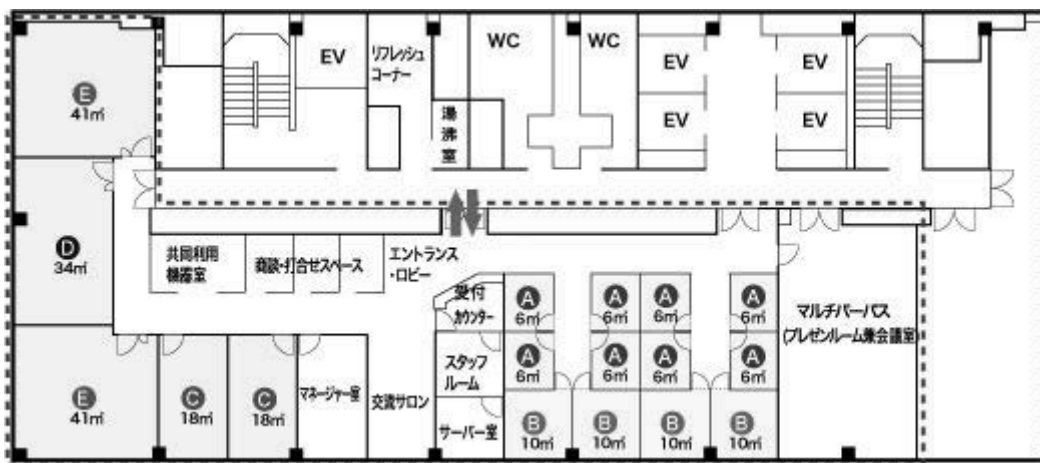 EV
リフレッシュ
コーナー
WC
WC
EV
EV
EV
EV
湯沸室
E
41㎡
D
34㎡
共同利用
機器室
商談・打合せスペース
エントランス
・ロビー
受付
カウンター
スタッフ
ルーム
サーバー室
A
6㎡
A
6㎡
A
6㎡
A
6㎡
A
6㎡
A
6㎡
A
6㎡
A
6㎡
マルチパーパス
(プレゼンルーム兼会議室)
E
41㎡
C
18㎡
C
18㎡
マネージャー室
交流サロン
B
10㎡
B
10㎡
B
10㎡
B
10㎡